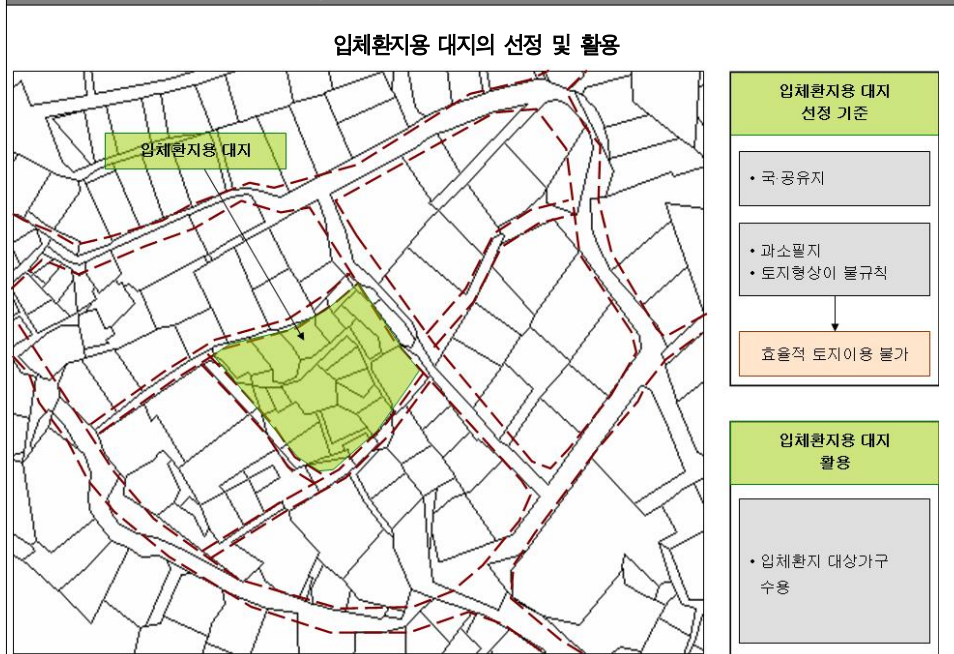 입체환지용 대지의 선정 및 활용
입체환지용 대지
입체환지용 대지
선정 기준
• 국·공유지
• 과소필지
• 토지형상이 불규칙
효율적 토지이용 불가
입체환지용 대지
활용
• 입체환지 대상가구
수용